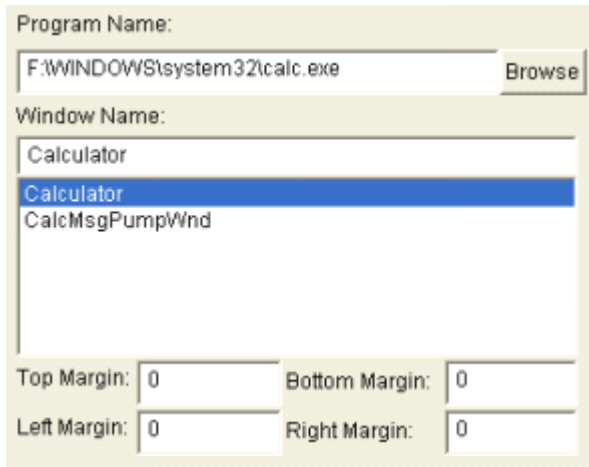 Program Name:
F:\WINDOWS\system32\calc.exe
Browse
Window Name:
Calculator
Calculator
CalcMsgPumpWnd
Top Margin: 0 Bottom Margin: 0
Left Margin: 0 Right Margin: 0